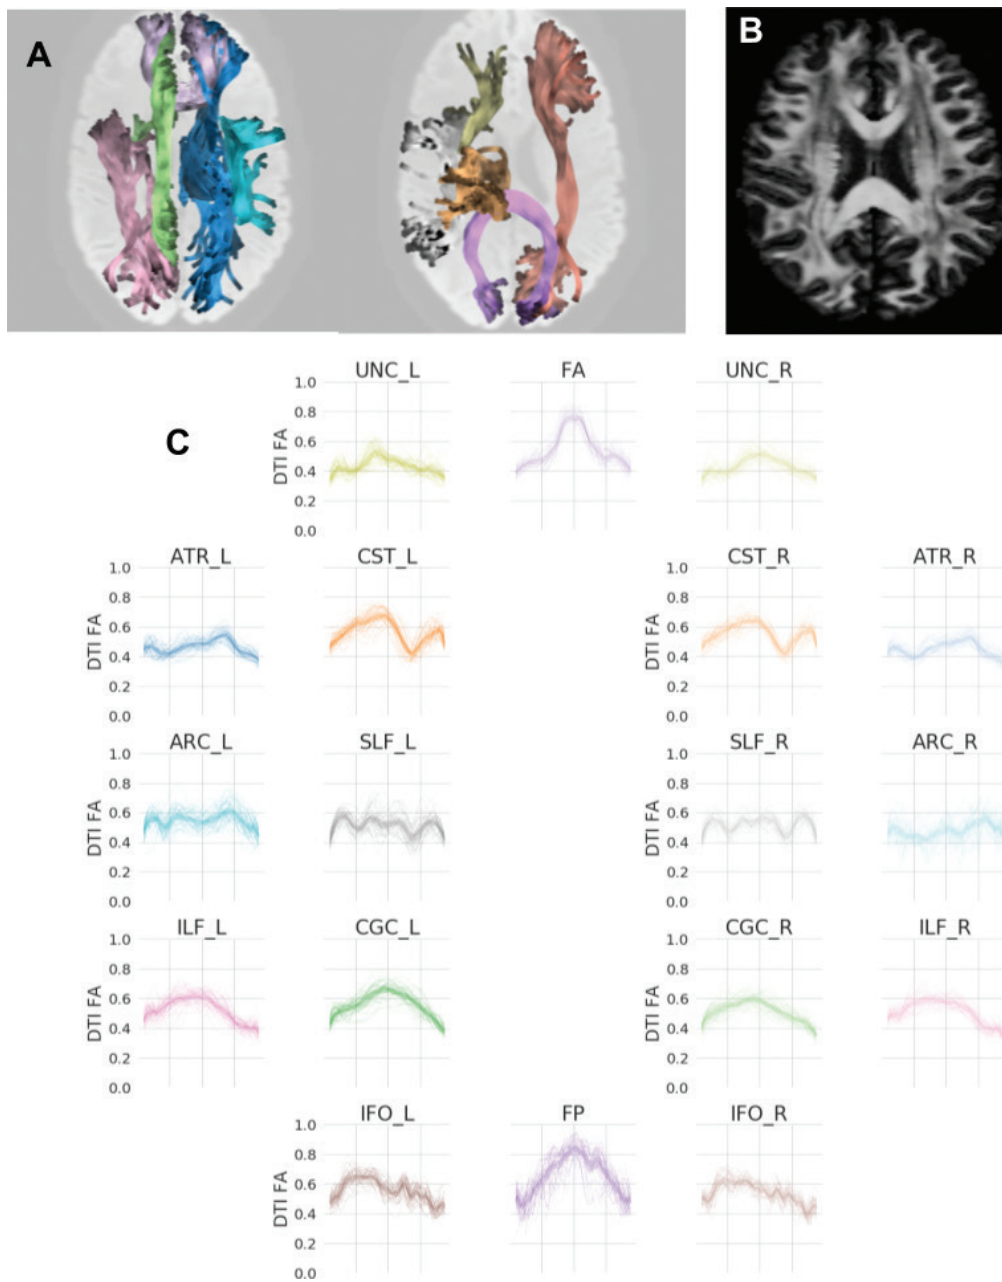 A
B
C
UNC_L FA UNC_R
1.0
0.8
0.6
0.4
0.2
0.0
DTI FA
ATR_L CST_L CST_R ATR_R
1.0 1.0
0.8 0.8
0.6 0.6
0.4 0.4
0.2 0.2
0.0 0.0
DTI FA DTI FA
ARC_L SLF_L SLF_R ARC_R
1.0 1.0
0.8 0.8
0.6 0.6
0.4 0.4
0.2 0.2
0.0 0.0
DTI FA DTI FA
ILF_L CGC_L CGC_R ILF_R
1.0 1.0
0.8 0.8
0.6 0.6
0.4 0.4
0.2 0.2
0.0 0.0
DTI FA DTI FA
IFO_L FP IFO_R
1.0
0.8
0.6
0.4
0.2
0.0
DTI FA